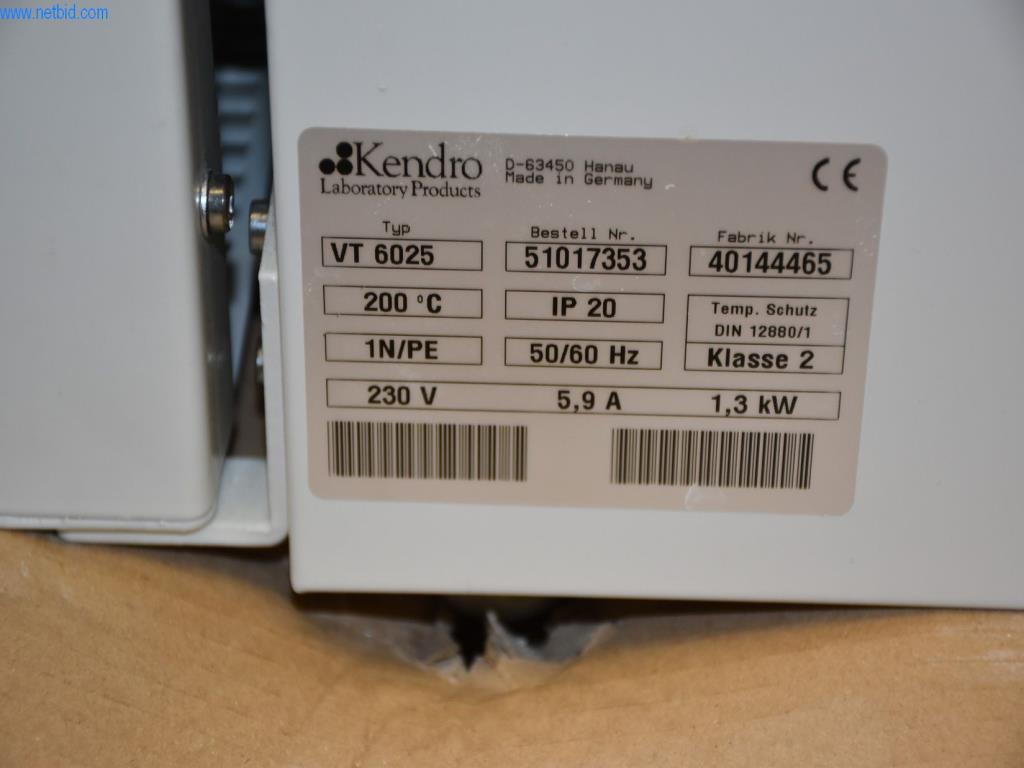 www.netbid.com
Kendro
Laboratory Products
D-63450 Hanau
Made in Germany
CE
Typ
Bestell Nr.
Fabrik Nr.
VT 6025
51017353
40144465
200 °C
IP 20
Temp. Schutz
DIN 12880/1
1N/PE
50/60 Hz
Klasse 2
230 V
5,9 A
1,3 kW